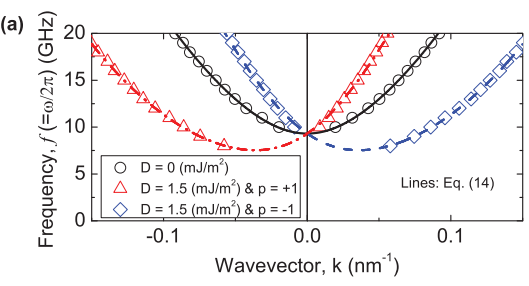 (a)
Frequency, f (=ω/2π) (GHz)
20
15
10
5
0
D = 0 (mJ/m²)
D = 1.5 (mJ/m²) & p = +1
D = 1.5 (mJ/m²) & p = -1
Lines: Eq. (14)
-0.1 0.0 0.1
Wavevector, k (nm⁻¹)